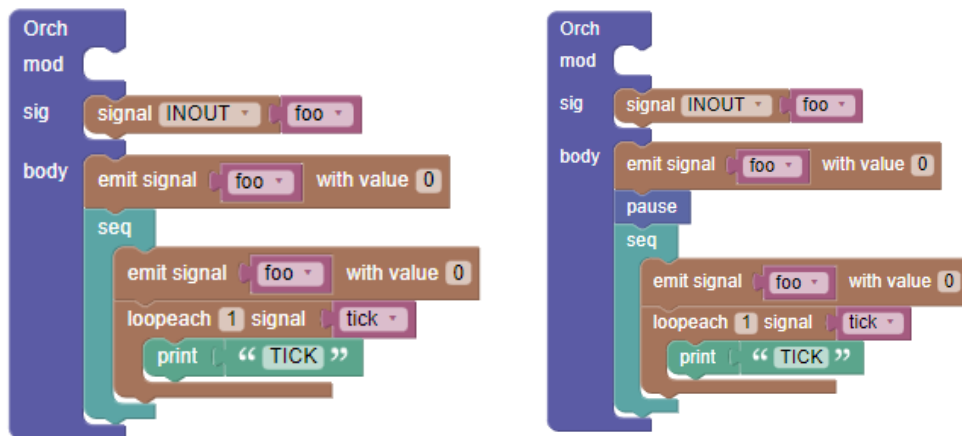 Orch
mod
sig signal INOUT foo
body emit signal foo with value 0
seq
emit signal foo with value 0
loopeach 1 signal tick
print “ TICK ”
Orch
mod
sig signal INOUT foo
body emit signal foo with value 0
pause
seq
emit signal foo with value 0
loopeach 1 signal tick
print “ TICK ”